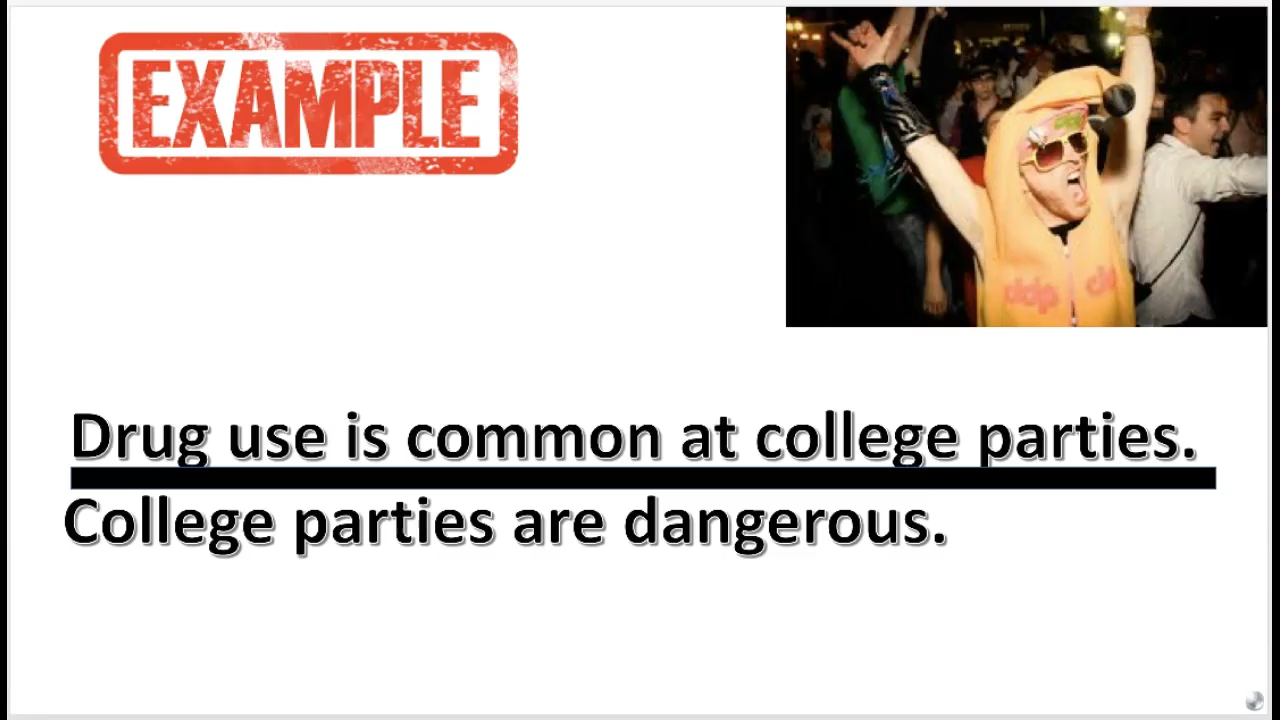 EXAMPLE
Drug use is common at college parties.
College parties are dangerous.